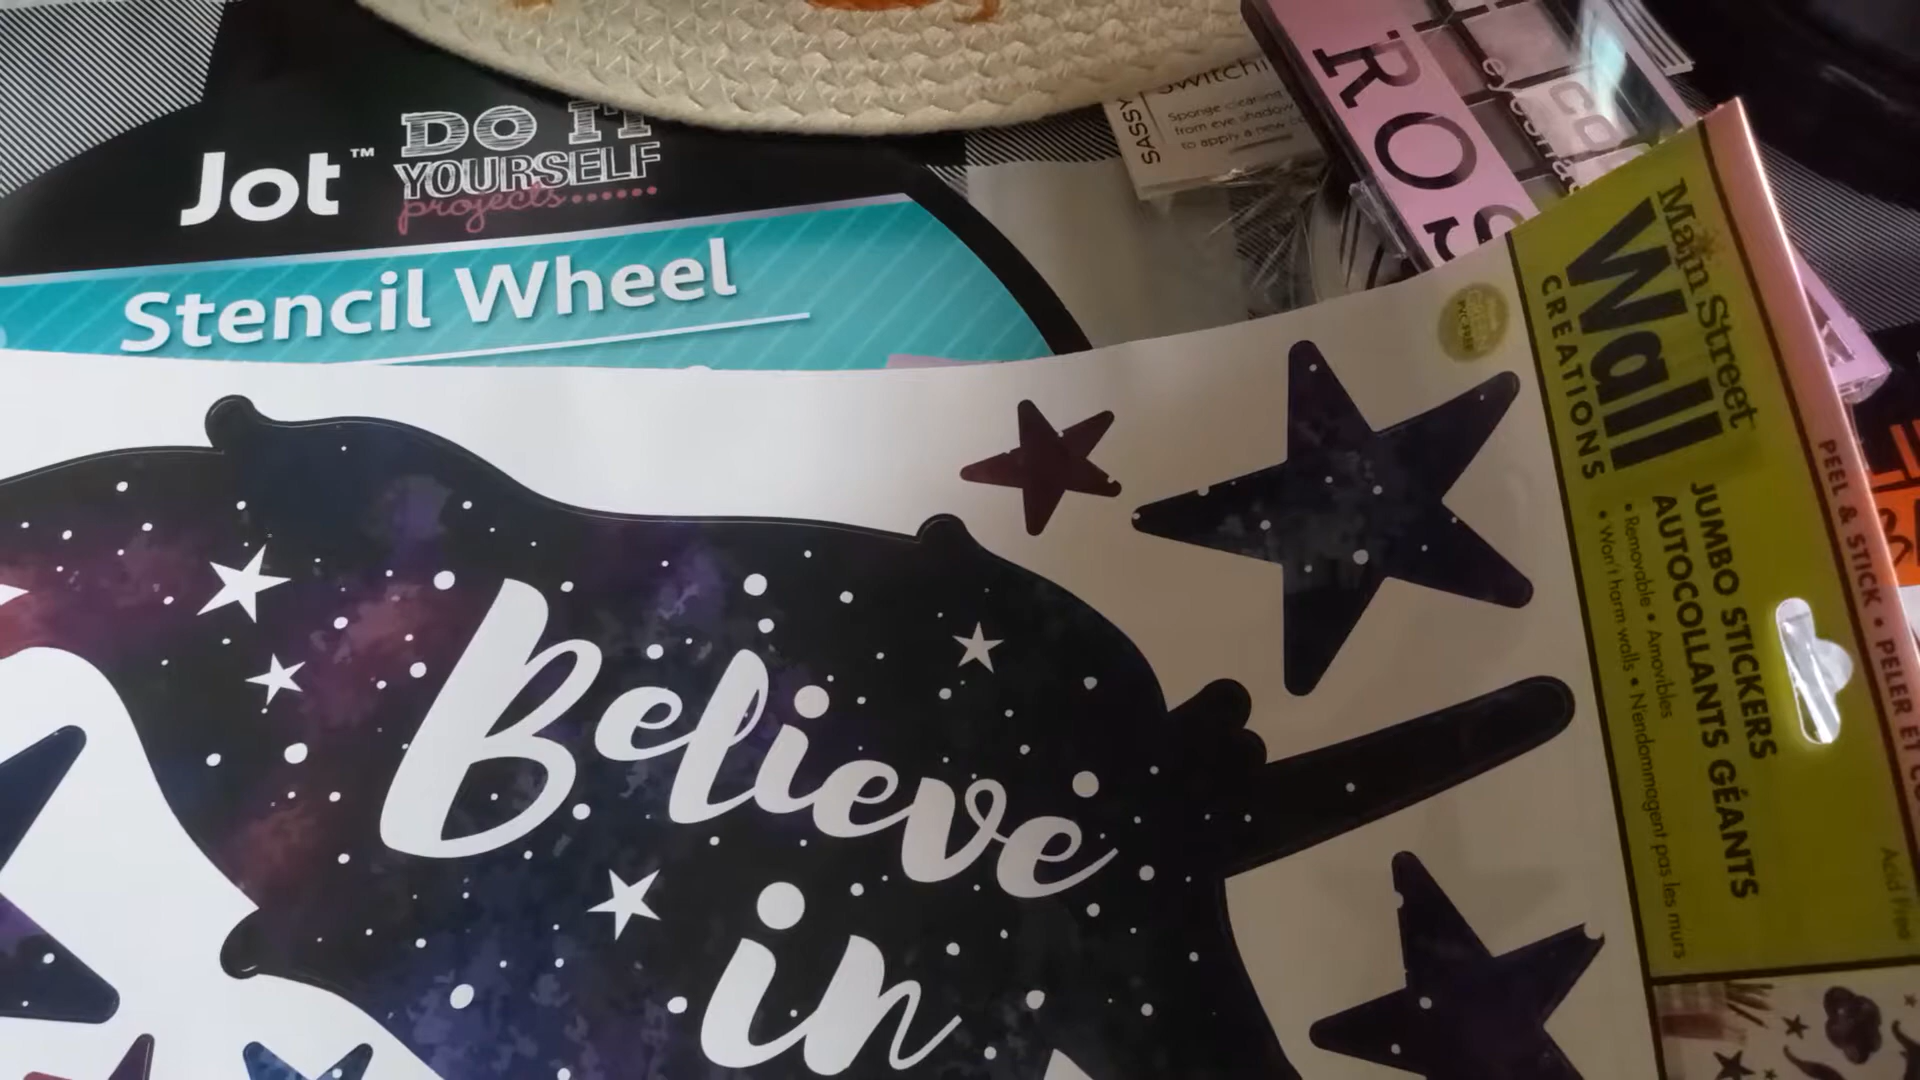 Jot™
DO IT
YOURSELF
projects......
Stencil Wheel
SASSY
Sponge cleaning
from eye shadow
to apply a new
ROS
Main Street
Wall
CREATIONS
JUMBO STICKERS
AUTOCOLLANTS GÉANTS
• Removable • Amovibles
• Won't harm walls • N'endommagent pas les murs
PEEL & STICK • PELER ET
Acid Free
Believe
in